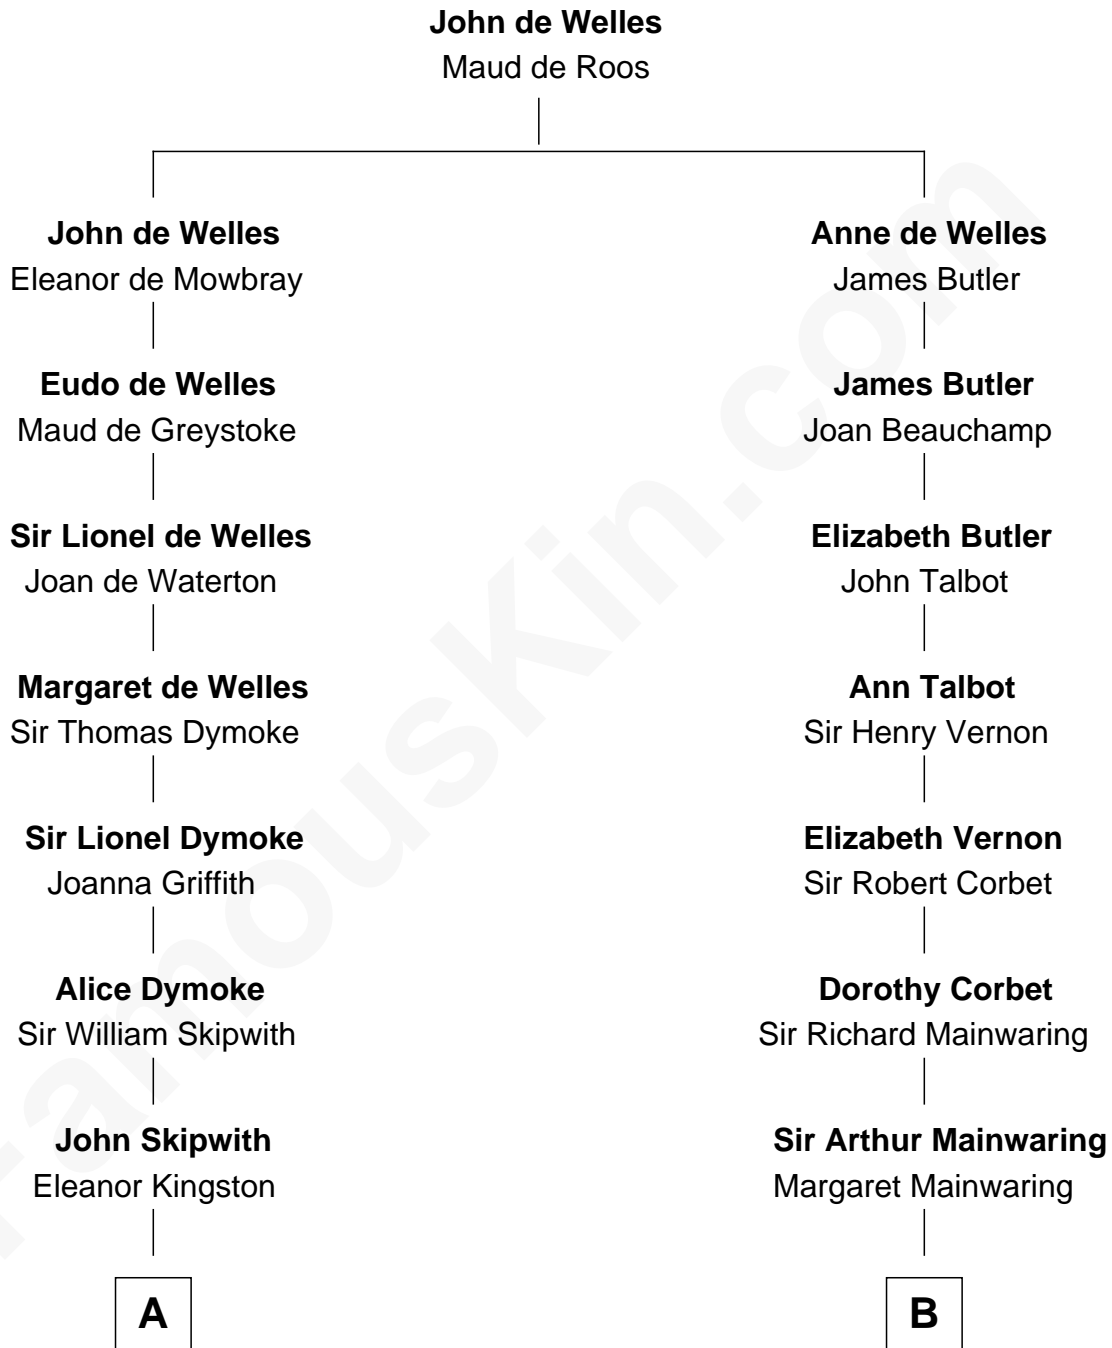 John de Welles
Maud de Roos
John de Welles
Eleanor de Mowbray
Anne de Welles
James Butler
Eudo de Welles
Maud de Greystoke
James Butler
Joan Beauchamp
Sir Lionel de Welles
Joan de Waterton
Elizabeth Butler
John Talbot
Margaret de Welles
Sir Thomas Dymoke
Ann Talbot
Sir Henry Vernon
Sir Lionel Dymoke
Joanna Griffith
Elizabeth Vernon
Sir Robert Corbet
Alice Dymoke
Sir William Skipwith
Dorothy Corbet
Sir Richard Mainwaring
John Skipwith
Eleanor Kingston
Sir Arthur Mainwaring
Margaret Mainwaring
A
B
FamousKin.com